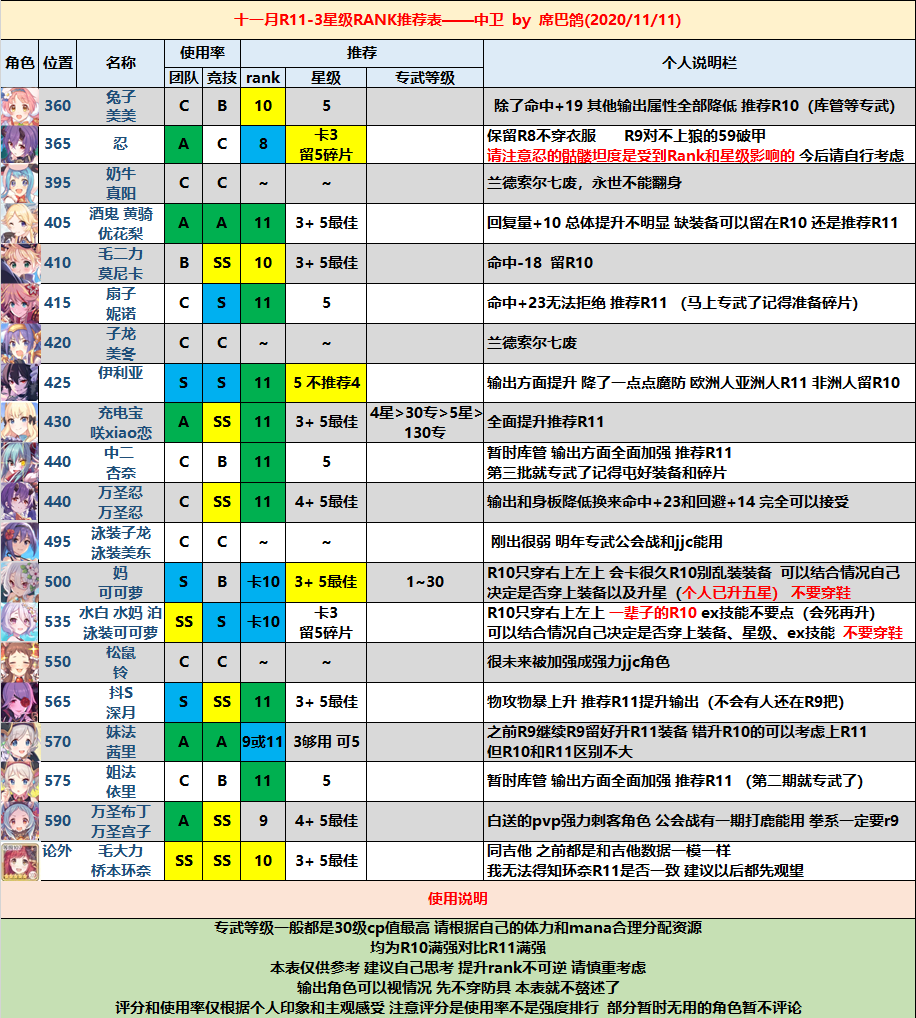 十一月R11-3星级RANK推荐表——中卫 by 席巴鸽(2020/11/11)
角色 位置 名称 使用率 推荐 个人说明栏
团队 竞技 rank 星级 专武等级
360 兔子 美美 C B 10 5 除了命中+19 其他输出属性全部降低 推荐R10（库管等专武)
365 忍 A C 8 卡3 留5碎片 保留R8不穿衣服 R9对不上狼的59破甲
请注意忍的骷髅坦度是受到Rank和星级影响的 今后请自行考虑
395 奶牛 真阳 C C ~ ~ 兰德索尔七废，永世不能翻身
405 酒鬼 黄骑 优花梨 A A 11 3+ 5最佳 回复量+10 总体提升不明显 缺装备可以留在R10 还是推荐R11
410 毛二力 莫尼卡 B SS 10 3+ 5最佳 命中-18 留R10
415 扇子 妮诺 C S 11 5 命中+23无法拒绝 推荐R11 （马上专武了记得准备碎片)
420 子龙 美冬 C C ~ ~ 兰德索尔七废
425 伊利亚 S S 11 5 不推荐4 输出方面提升 降了一点点魔防 欧洲人亚洲人R11 非洲人留R10
430 充电宝 咲xiao恋 A SS 11 3+ 5最佳 4星>30专>5星>130专 全面提升推荐R11
440 中二 杏奈 C B 11 5 暂时库管 输出方面全面加强 推荐R11
第三批就专武了记得屯好装备和碎片
440 万圣忍 万圣忍 C SS 11 4+ 5最佳 输出和身板降低换来命中+23和回避+14 完全可以接受
495 泳装子龙 泳装美东 C C ~ ~ 刚出很弱 明年专武公会战和jjc能用
500 妈 可可萝 S B 卡10 3+ 5最佳 1~30 R10只穿右上左上 会卡很久R10别乱装装备 可以结合情况自己
决定是否穿上装备以及升星（个人已升五星） 不要穿鞋
535 水白 水妈 泊 泳装可可萝 SS S 卡10 卡3 留5碎片 R10只穿右上左上 一辈子的R10 ex技能不要点（会死再升)
可以结合情况自己决定是否穿上装备、星级、ex技能 不要穿鞋
550 松鼠 铃 C C ~ ~ 很未来被加强成强力jjc角色
565 抖S 深月 S SS 11 3+ 5最佳 物攻物暴上升 推荐R11提升输出（不会有人还在R9把)
570 妹法 茜里 A A 9或11 3够用 可5 之前R9继续R9留好升R11装备 错升R10的可以考虑上R11
但R10和R11区别不大
575 姐法 依里 C B 11 5 暂时库管 输出方面全面加强 推荐R11 （第二期就专武了)
590 万圣布丁 万圣宫子 A SS 9 4+ 5最佳 白送的pvp强力刺客角色 公会战有一期打鹿能用 拳系一定要r9
论外 毛大力 桥本环奈 SS SS 10 3+ 5最佳 同吉他 之前都是和吉他数据一模一样
我无法得知环奈R11是否一致 建议以后都先观望
使用说明
专武等级一般都是30级cp值最高 请根据自己的体力和mana合理分配资源
均为R10满强对比R11满强
本表仅供参考 建议自己思考 提升rank不可逆 请慎重考虑
输出角色可以视情况 先不穿防具 本表就不赘述了
评分和使用率仅根据个人印象和主观感受 注意评分是使用率不是强度排行 部分暂时无用的角色暂不评论